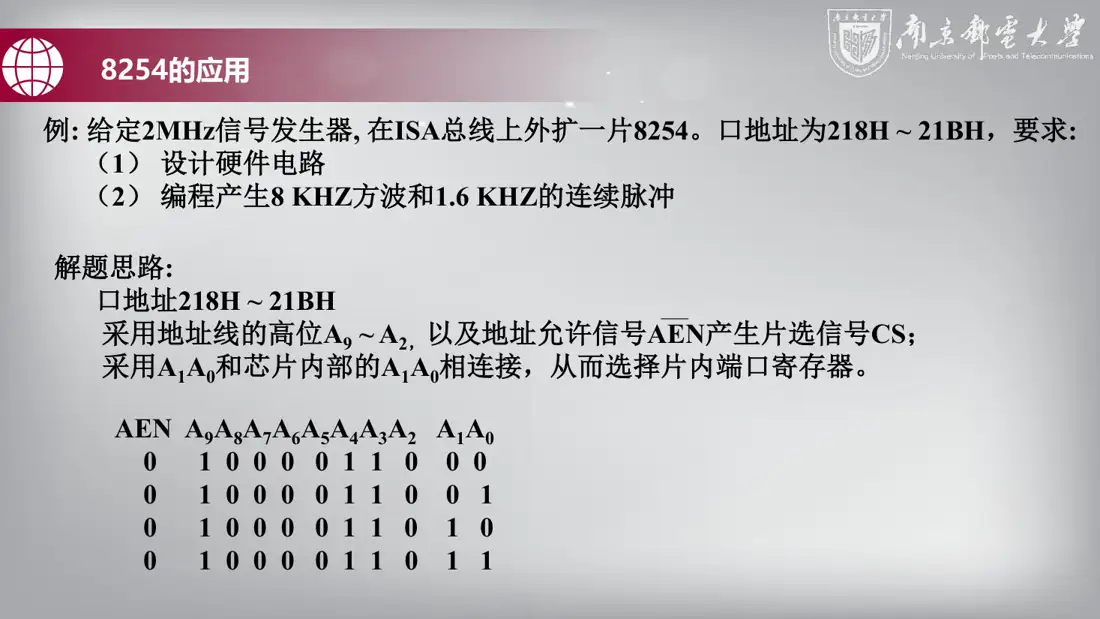 8254的应用
南京邮电大学
Nanjing University of Posts and Telecommunications
例: 给定2MHz信号发生器, 在ISA总线上外扩一片8254。口地址为218H ~ 21BH，要求:
（1） 设计硬件电路
（2） 编程产生8 KHZ方波和1.6 KHZ的连续脉冲
解题思路:
口地址218H ~ 21BH
采用地址线的高位A₉ ~ A₂, 以及地址允许信号AE̅N产生片选信号CS；
采用A₁A₀和芯片内部的A₁A₀相连接，从而选择片内端口寄存器。
AEN A₉A₈A₇A₆A₅A₄A₃A₂ A₁A₀
0 1 0 0 0 0 1 1 0 0 0
0 1 0 0 0 0 1 1 0 0 1
0 1 0 0 0 0 1 1 0 1 0
0 1 0 0 0 0 1 1 0 1 1